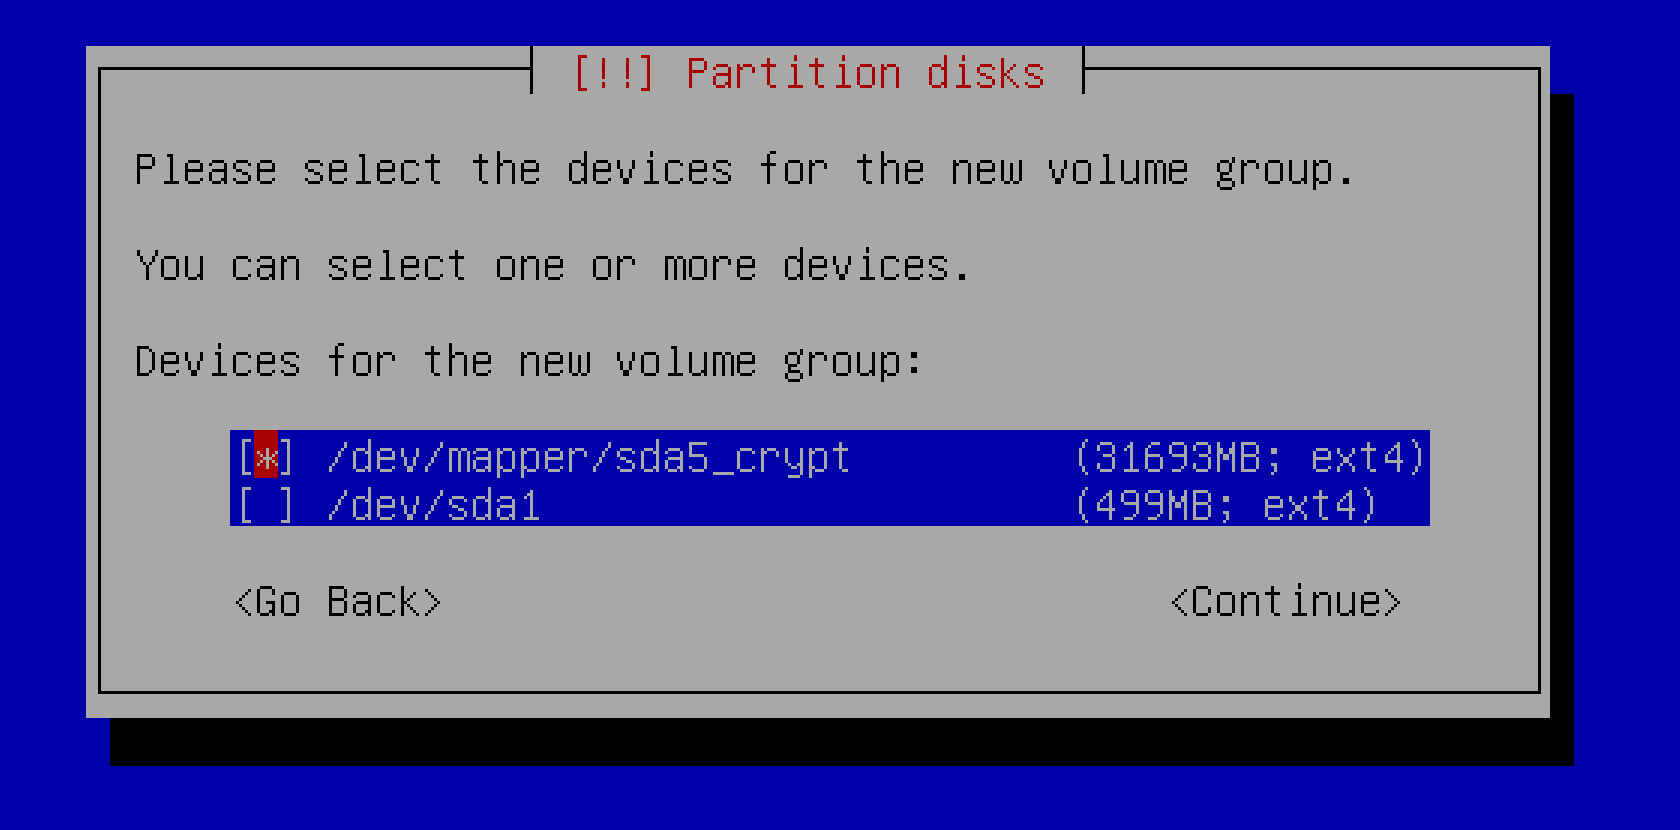 [!!] Partition disks
Please select the devices for the new volume group.
You can select one or more devices.
Devices for the new volume group:
[*] /dev/mapper/sda5_crypt (31693MB; ext4)
[ ] /dev/sda1 (499MB; ext4)
<Go Back> <Continue>